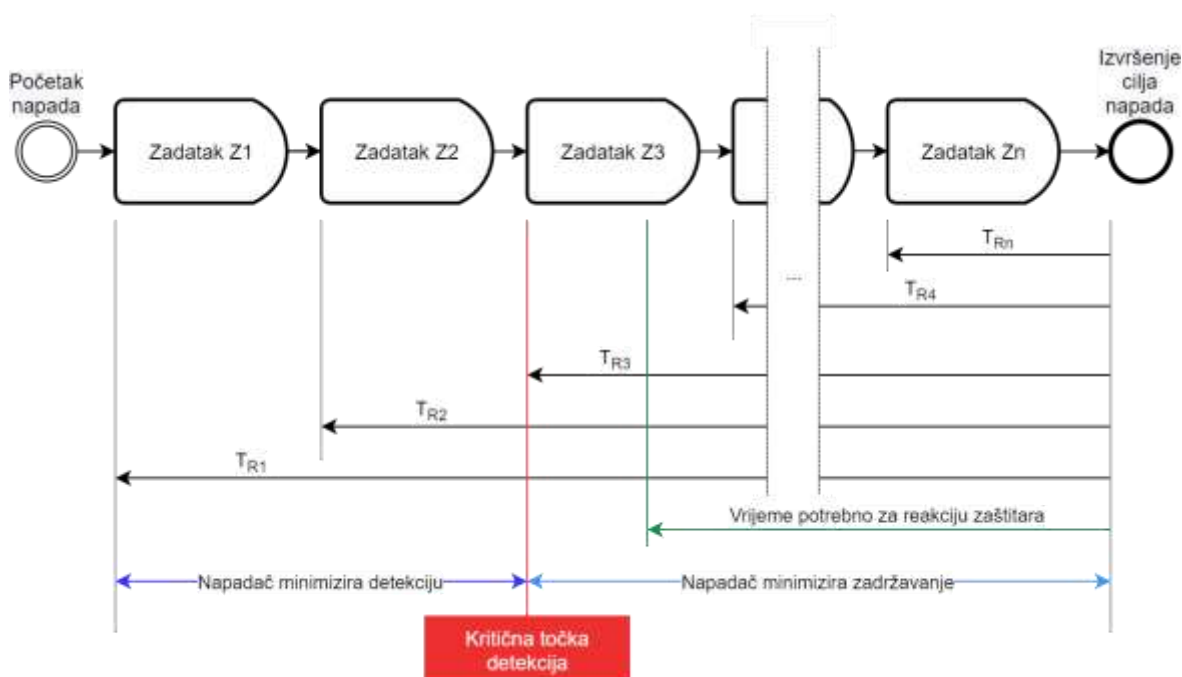 Početak
napada
Izvršenje
cilja
napada
Zadatak Z1
Zadatak Z2
Zadatak Z3
Zadatak Zn
TRn
...
TR4
TR3
TR2
TR1
Vrijeme potrebno za reakciju zaštitara
Napadač minimizira detekciju
Napadač minimizira zadržavanje
Kritična točka
detekcija